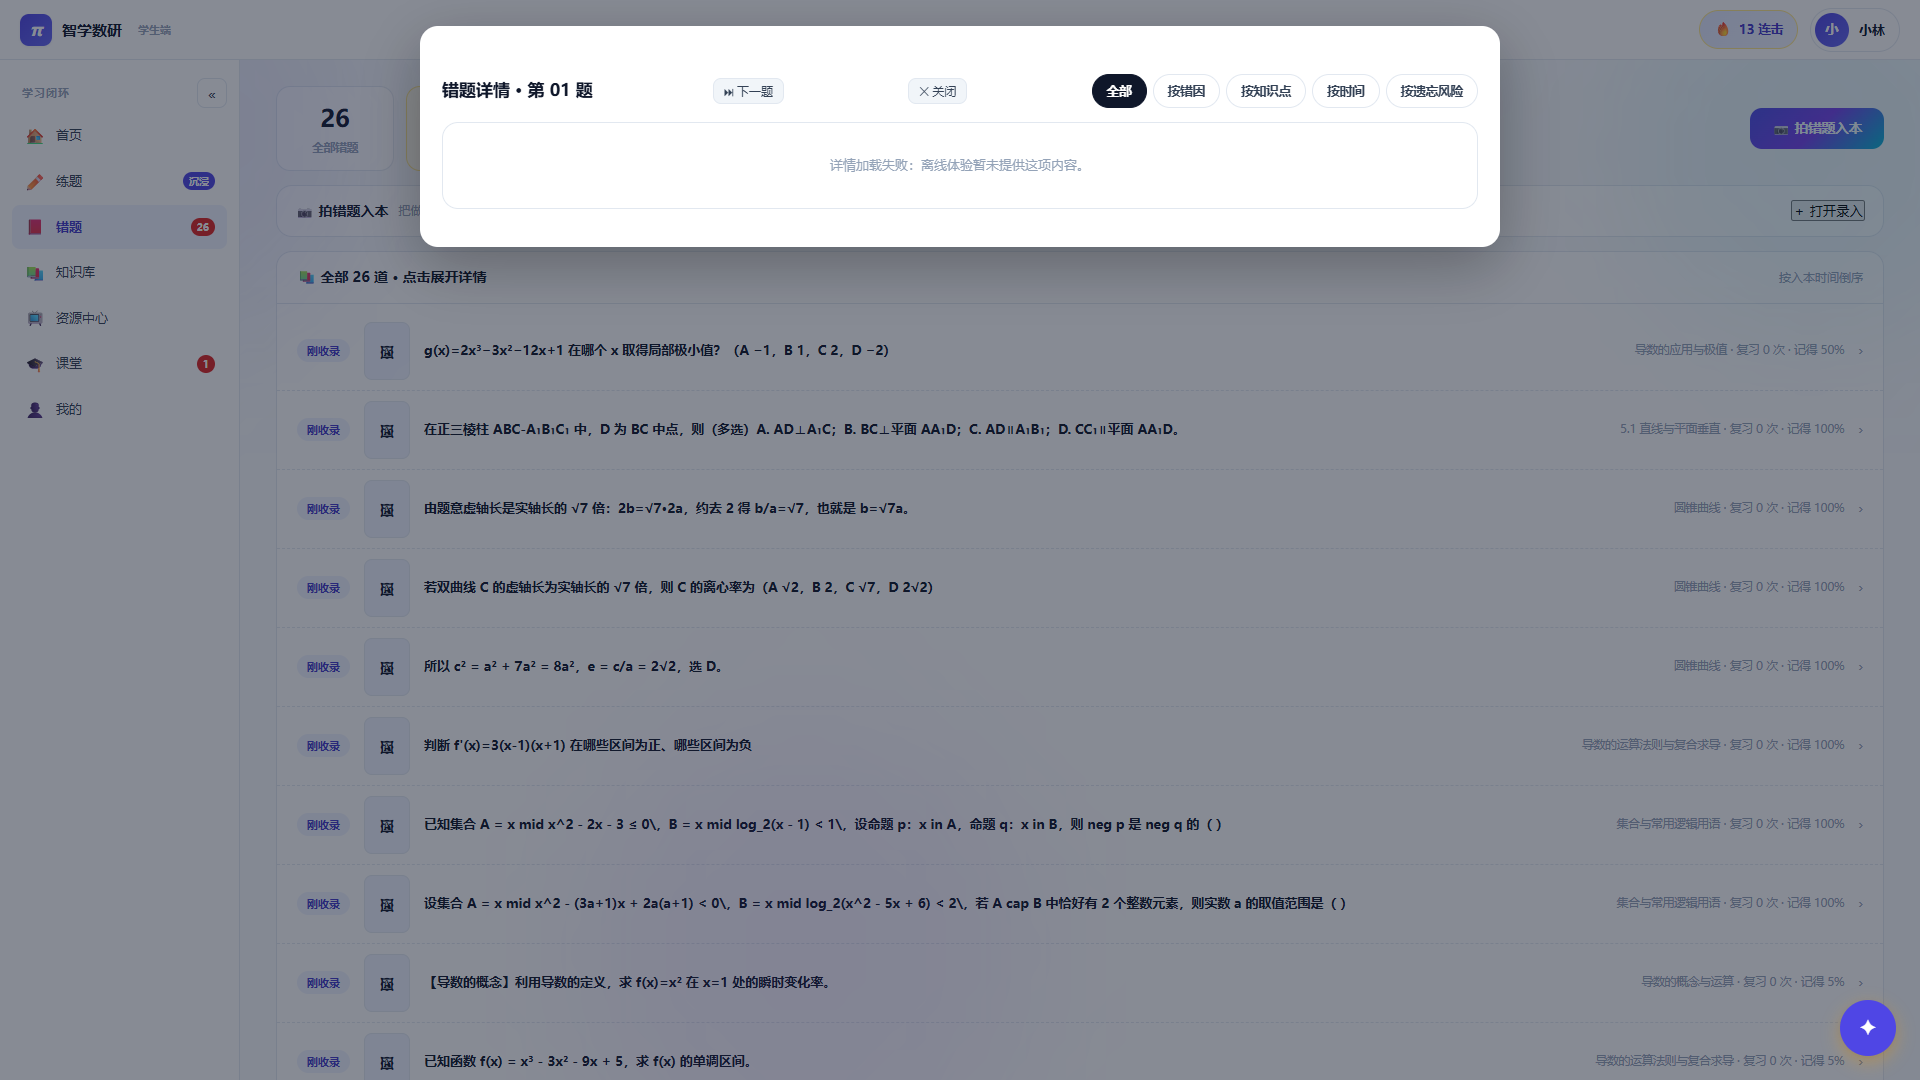 π 智学数研 学生端
🔥 13 连击
小 小林
错题详情 • 第 01 题
⏭ 下一题
✕ 关闭
全部 按错因 按知识点 按时间 按遗忘风险
详情加载失败：离线体验暂未提供这项内容。
学习闭环 «
首页
练题 沉浸
错题 26
知识库
资源中心
课堂 1
我的
26
全部错题
拍错题入本
拍错题入本 把做
+ 打开录入
全部 26 道 • 点击展开详情 按入本时间倒序
刚收录 g(x)=2x³−3x²−12x+1 在哪个 x 取得局部极小值？（A −1，B 1，C 2，D −2） 导数的应用与极值 · 复习 0 次 · 记得 50% ›
刚收录 在正三棱柱 ABC-A₁B₁C₁ 中，D 为 BC 中点，则（多选）A. AD⊥A₁C；B. BC⊥平面 AA₁D；C. AD∥A₁B₁；D. CC₁∥平面 AA₁D。 5.1 直线与平面垂直 · 复习 0 次 · 记得 100% ›
刚收录 由题意虚轴长是实轴长的 √7 倍：2b=√7•2a，约去 2 得 b/a=√7，也就是 b=√7a。 圆锥曲线 · 复习 0 次 · 记得 100% ›
刚收录 若双曲线 C 的虚轴长为实轴长的 √7 倍，则 C 的离心率为（A √2，B 2，C √7，D 2√2） 圆锥曲线 · 复习 0 次 · 记得 100% ›
刚收录 所以 c² = a² + 7a² = 8a²，e = c/a = 2√2，选 D。 圆锥曲线 · 复习 0 次 · 记得 100% ›
刚收录 判断 f'(x)=3(x-1)(x+1) 在哪些区间为正、哪些区间为负 导数的运算法则与复合求导 · 复习 0 次 · 记得 100% ›
刚收录 已知集合 A = x mid x^2 - 2x - 3 ≤ 0\，B = x mid log_2(x - 1) < 1\，设命题 p：x in A，命题 q：x in B，则 neg p 是 neg q 的（ ） 集合与常用逻辑用语 · 复习 0 次 · 记得 100% ›
刚收录 设集合 A = x mid x^2 - (3a+1)x + 2a(a+1) < 0\，B = x mid log_2(x^2 - 5x + 6) < 2\，若 A cap B 中恰好有 2 个整数元素，则实数 a 的取值范围是（ ） 集合与常用逻辑用语 · 复习 0 次 · 记得 100% ›
刚收录 【导数的概念】利用导数的定义，求 f(x)=x² 在 x=1 处的瞬时变化率。 导数的概念与运算 · 复习 0 次 · 记得 5% ›
刚收录 已知函数 f(x) = x³ - 3x² - 9x + 5，求 f(x) 的单调区间。 导数的运算法则与复合求导 · 复习 0 次 · 记得 5% ›